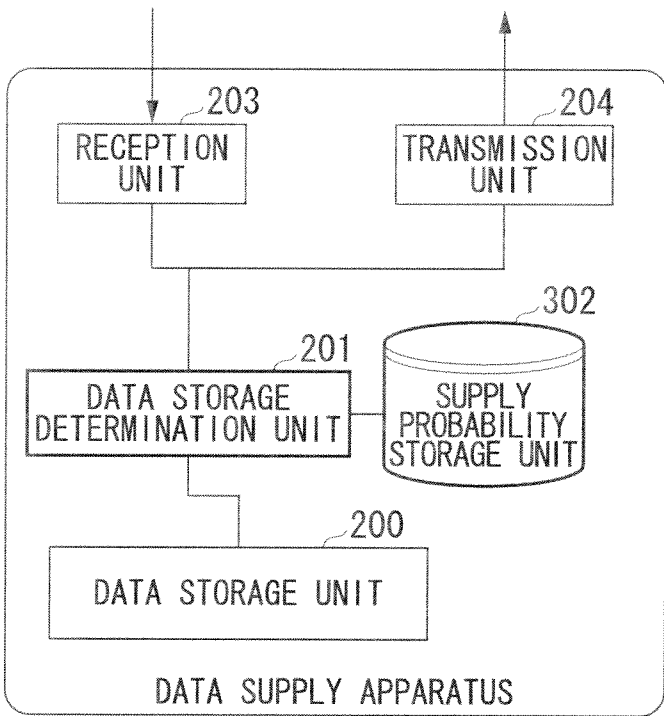 203
RECEPTION
UNIT
204
TRANSMISSION
UNIT
302
SUPPLY
PROBABILITY
STORAGE UNIT
201
DATA STORAGE
DETERMINATION UNIT
200
DATA STORAGE UNIT
DATA SUPPLY APPARATUS